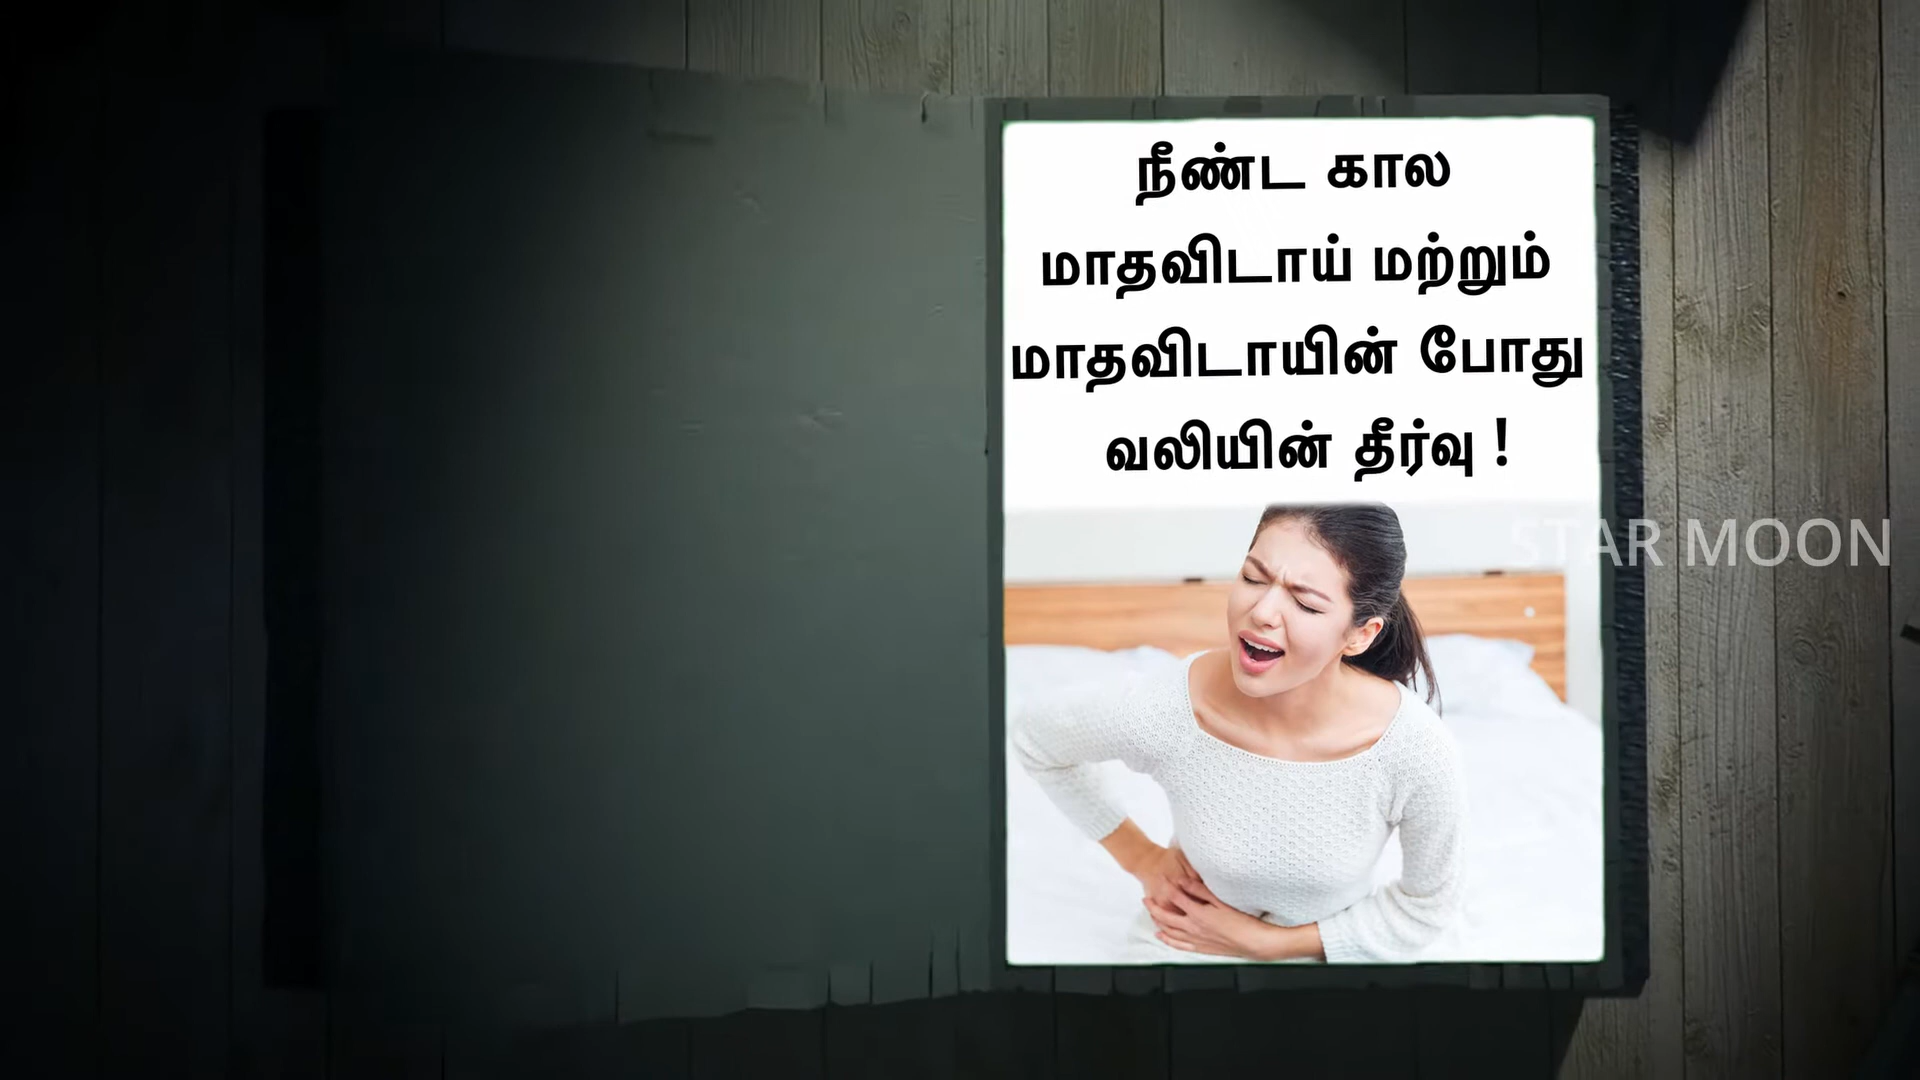 நீண்ட கால
மாதவிடாய் மற்றும்
மாதவிடாயின் போது
வலியின் தீர்வு !
STAR MOON